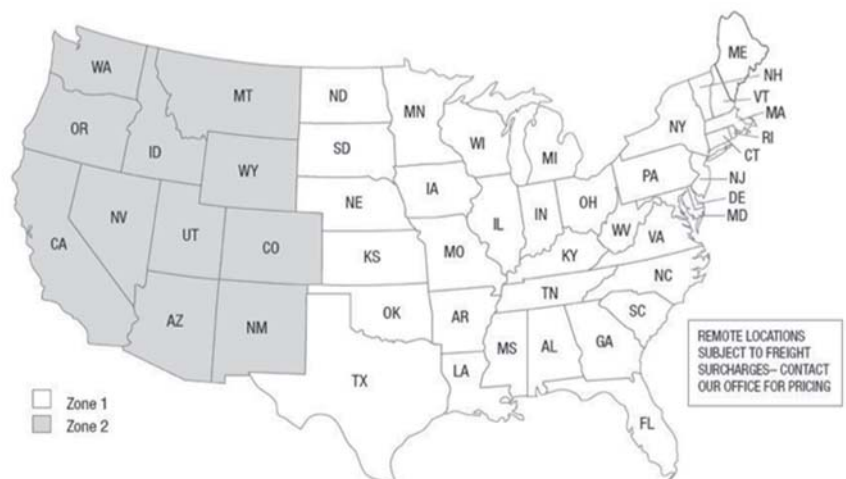 ME
WA
NH
MT
ND
VT
MN
MA
OR
NY
ID
SD
WI
RI
MI
CT
WY
PA
NJ
IA
NE
OH
DE
NV
IL
IN
MD
UT
WV
VA
CA
CO
KS
MO
KY
NC
TN
AZ
NM
OK
AR
SC
MS
AL
GA
TX
LA
FL
REMOTE LOCATIONS
SUBJECT TO FREIGHT
SURCHARGES– CONTACT
OUR OFFICE FOR PRICING
Zone 1
Zone 2